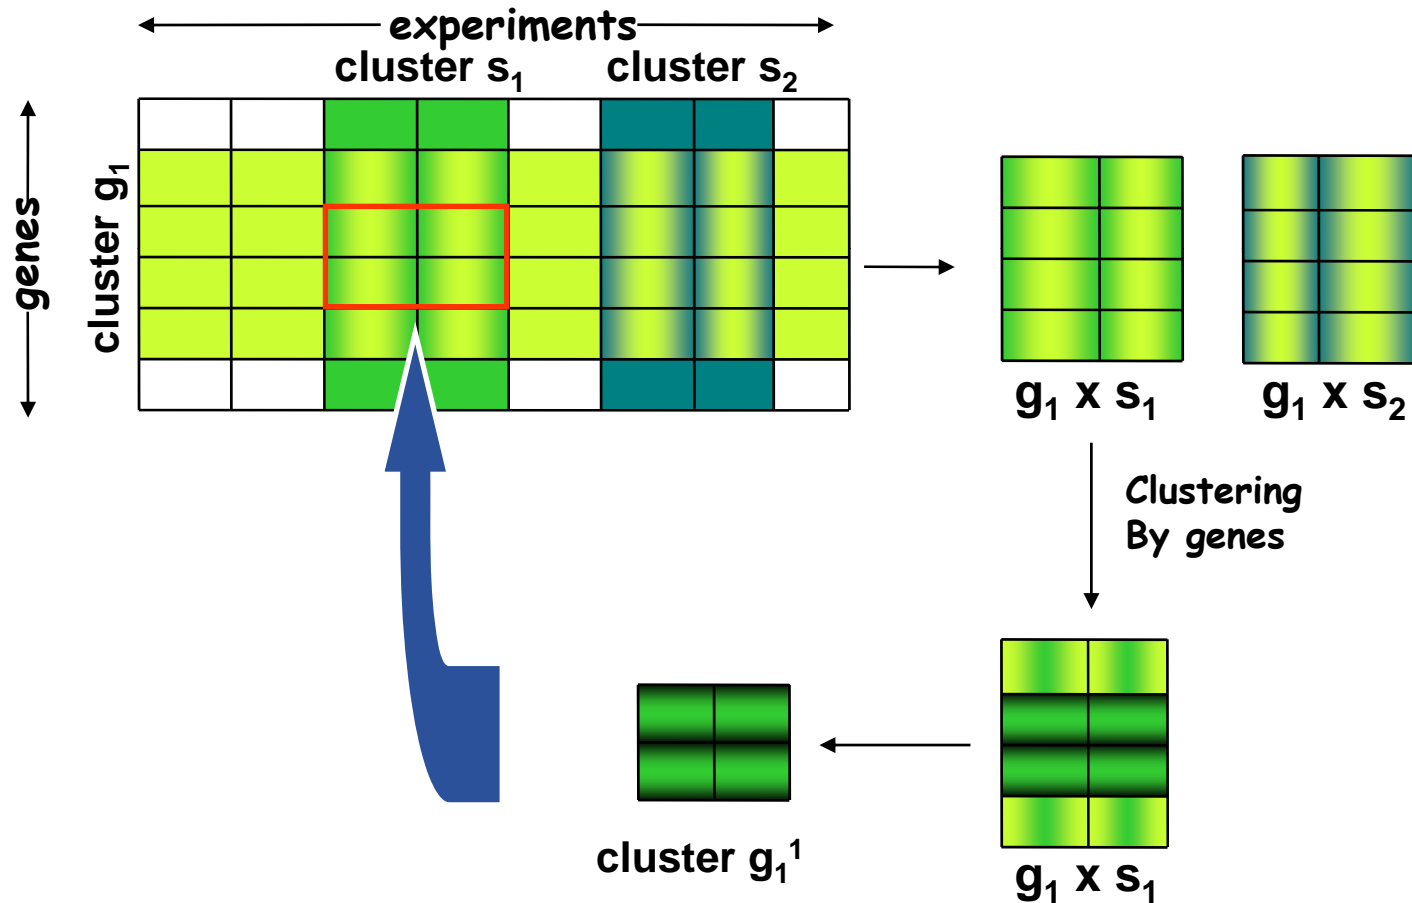 experiments
cluster s₁
cluster s₂
genes
cluster g₁
g₁ x s₁
g₁ x s₂
Clustering
By genes
cluster g₁¹
g₁ x s₁